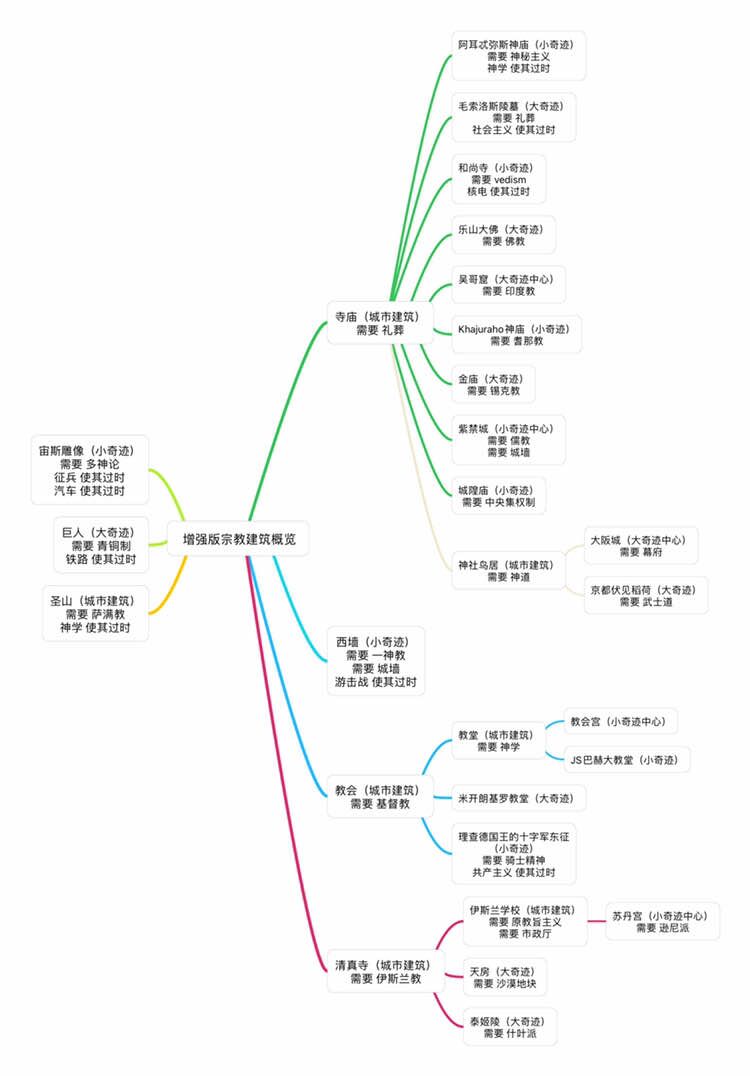 增强版宗教建筑概览
寺庙（城市建筑）
需要 礼葬
阿耳忒弥斯神庙（小奇迹）
需要 神秘主义
神学 使其过时
毛索洛斯陵墓（大奇迹）
需要 礼葬
社会主义 使其过时
和尚寺（小奇迹）
需要 vedism
核电 使其过时
乐山大佛（大奇迹）
需要 佛教
吴哥窟（大奇迹中心）
需要 印度教
Khajuraho神庙（小奇迹）
需要 耆那教
金庙（大奇迹）
需要 锡克教
紫禁城（小奇迹中心）
需要 儒教
需要 城墙
城隍庙（小奇迹）
需要 中央集权制
神社鸟居（城市建筑）
需要 神道
大阪城（大奇迹中心）
需要 幕府
京都伏见稻荷（大奇迹）
需要 武士道
西墙（小奇迹）
需要 一神教
需要 城墙
游击战 使其过时
教会（城市建筑）
需要 基督教
教堂（城市建筑）
需要 神学
教会宫（小奇迹中心）
JS巴赫大教堂（小奇迹）
米开朗基罗教堂（大奇迹）
理查德国王的十字军东征
（小奇迹）
需要 骑士精神
共产主义 使其过时
清真寺（城市建筑）
需要 伊斯兰教
伊斯兰学校（城市建筑）
需要 原教旨主义
需要 市政厅
苏丹宫（小奇迹中心）
需要 逊尼派
天房（大奇迹）
需要 沙漠地块
泰姬陵（大奇迹）
需要 什叶派
宙斯雕像（小奇迹）
需要 多神论
征兵 使其过时
汽车 使其过时
巨人（大奇迹）
需要 青铜制
铁路 使其过时
圣山（城市建筑）
需要 萨满教
神学 使其过时